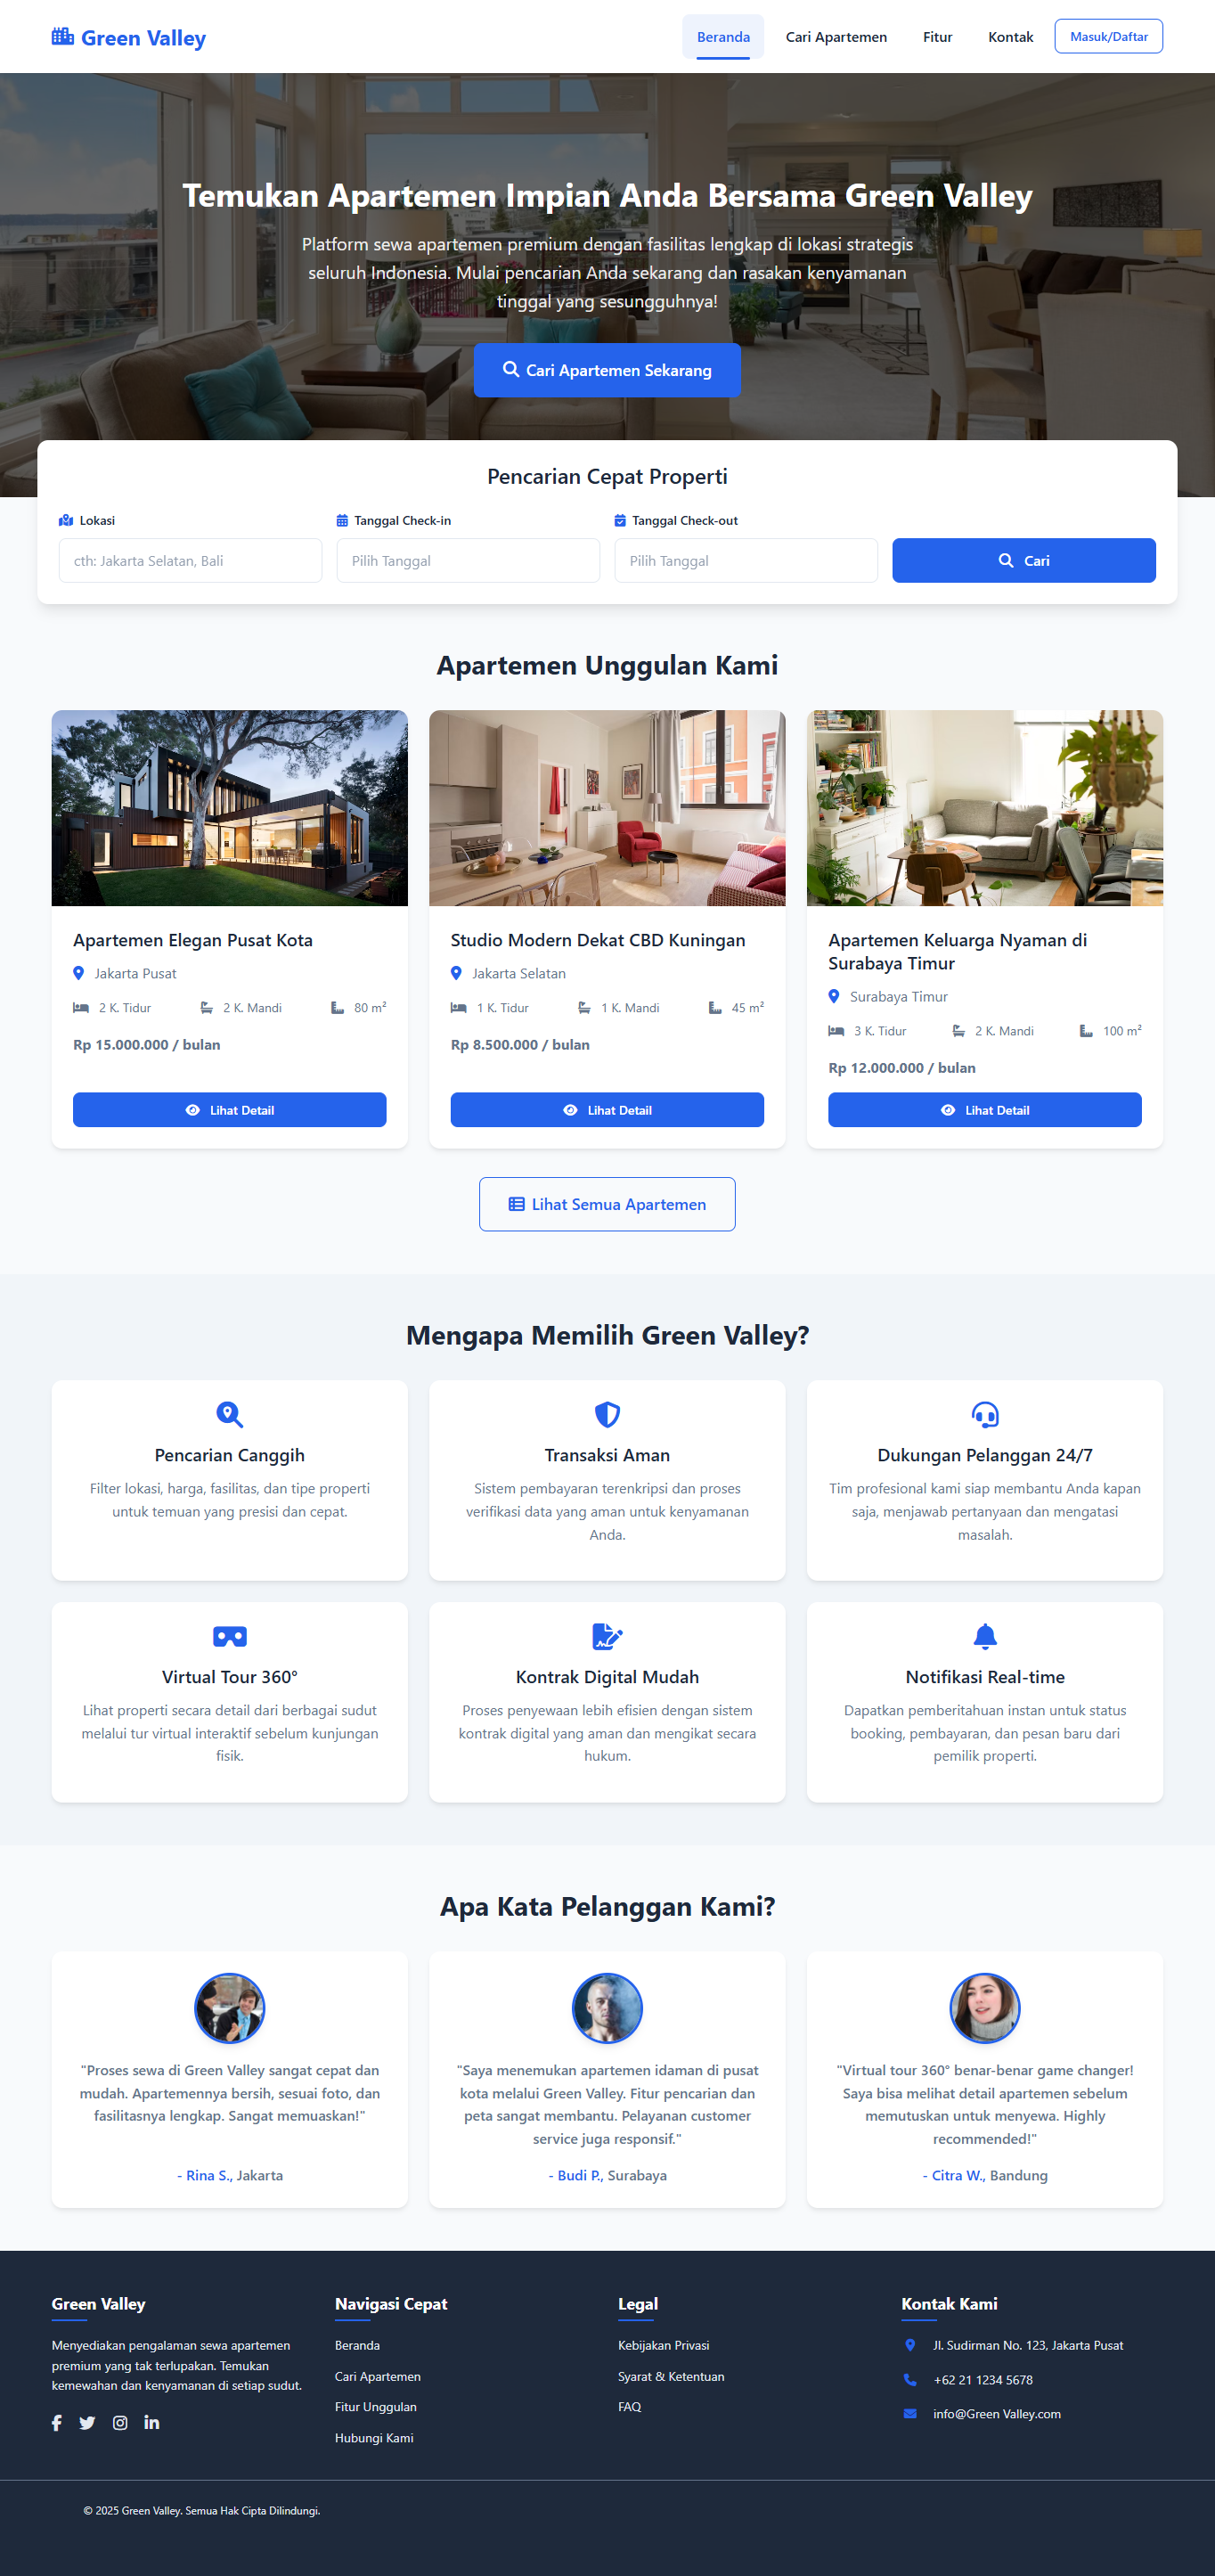 Green Valley
Beranda
Cari Apartemen
Fitur
Kontak
Masuk/Daftar
Temukan Apartemen Impian Anda Bersama Green Valley
Platform sewa apartemen premium dengan fasilitas lengkap di lokasi strategis
seluruh Indonesia. Mulai pencarian Anda sekarang dan rasakan kenyamanan
tinggal yang sesungguhnya!
Cari Apartemen Sekarang
Pencarian Cepat Properti
Lokasi
Tanggal Check-in
Tanggal Check-out
cth: Jakarta Selatan, Bali
Pilih Tanggal
Pilih Tanggal
Cari
Apartemen Unggulan Kami
Apartemen Elegan Pusat Kota
Jakarta Pusat
2 K. Tidur
2 K. Mandi
80 m²
Rp 15.000.000 / bulan
Lihat Detail
Studio Modern Dekat CBD Kuningan
Jakarta Selatan
1 K. Tidur
1 K. Mandi
45 m²
Rp 8.500.000 / bulan
Lihat Detail
Apartemen Keluarga Nyaman di
Surabaya Timur
Surabaya Timur
3 K. Tidur
2 K. Mandi
100 m²
Rp 12.000.000 / bulan
Lihat Detail
Lihat Semua Apartemen
Mengapa Memilih Green Valley?
Pencarian Canggih
Filter lokasi, harga, fasilitas, dan tipe properti
untuk temuan yang presisi dan cepat.
Transaksi Aman
Sistem pembayaran terenkripsi dan proses
verifikasi data yang aman untuk kenyamanan
Anda.
Dukungan Pelanggan 24/7
Tim profesional kami siap membantu Anda kapan
saja, menjawab pertanyaan dan mengatasi
masalah.
Virtual Tour 360°
Lihat properti secara detail dari berbagai sudut
melalui tur virtual interaktif sebelum kunjungan
fisik.
Kontrak Digital Mudah
Proses penyewaan lebih efisien dengan sistem
kontrak digital yang aman dan mengikat secara
hukum.
Notifikasi Real-time
Dapatkan pemberitahuan instan untuk status
booking, pembayaran, dan pesan baru dari
pemilik properti.
Apa Kata Pelanggan Kami?
"Proses sewa di Green Valley sangat cepat dan
mudah. Apartemennya bersih, sesuai foto, dan
fasilitasnya lengkap. Sangat memuaskan!"
- Rina S., Jakarta
"Saya menemukan apartemen idaman di pusat
kota melalui Green Valley. Fitur pencarian dan
peta sangat membantu. Pelayanan customer
service juga responsif."
- Budi P., Surabaya
"Virtual tour 360° benar-benar game changer!
Saya bisa melihat detail apartemen sebelum
memutuskan untuk menyewa. Highly
recommended!"
- Citra W., Bandung
Green Valley
Menyediakan pengalaman sewa apartemen
premium yang tak terlupakan. Temukan
kemewahan dan kenyamanan di setiap sudut.
Navigasi Cepat
Beranda
Cari Apartemen
Fitur Unggulan
Hubungi Kami
Legal
Kebijakan Privasi
Syarat & Ketentuan
FAQ
Kontak Kami
Jl. Sudirman No. 123, Jakarta Pusat
+62 21 1234 5678
info@Green Valley.com
© 2025 Green Valley. Semua Hak Cipta Dilindungi.